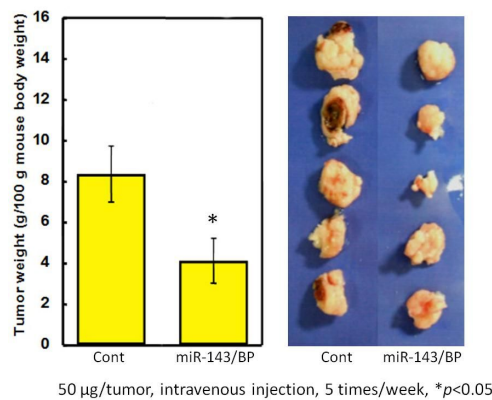 Tumor weight (g/100 g mouse body weight)
16
14
12
10
8
6
4
2
0
*
Cont
miR-143/BP
Cont
miR-143/BP
50 μg/tumor, intravenous injection, 5 times/week, *p<0.05